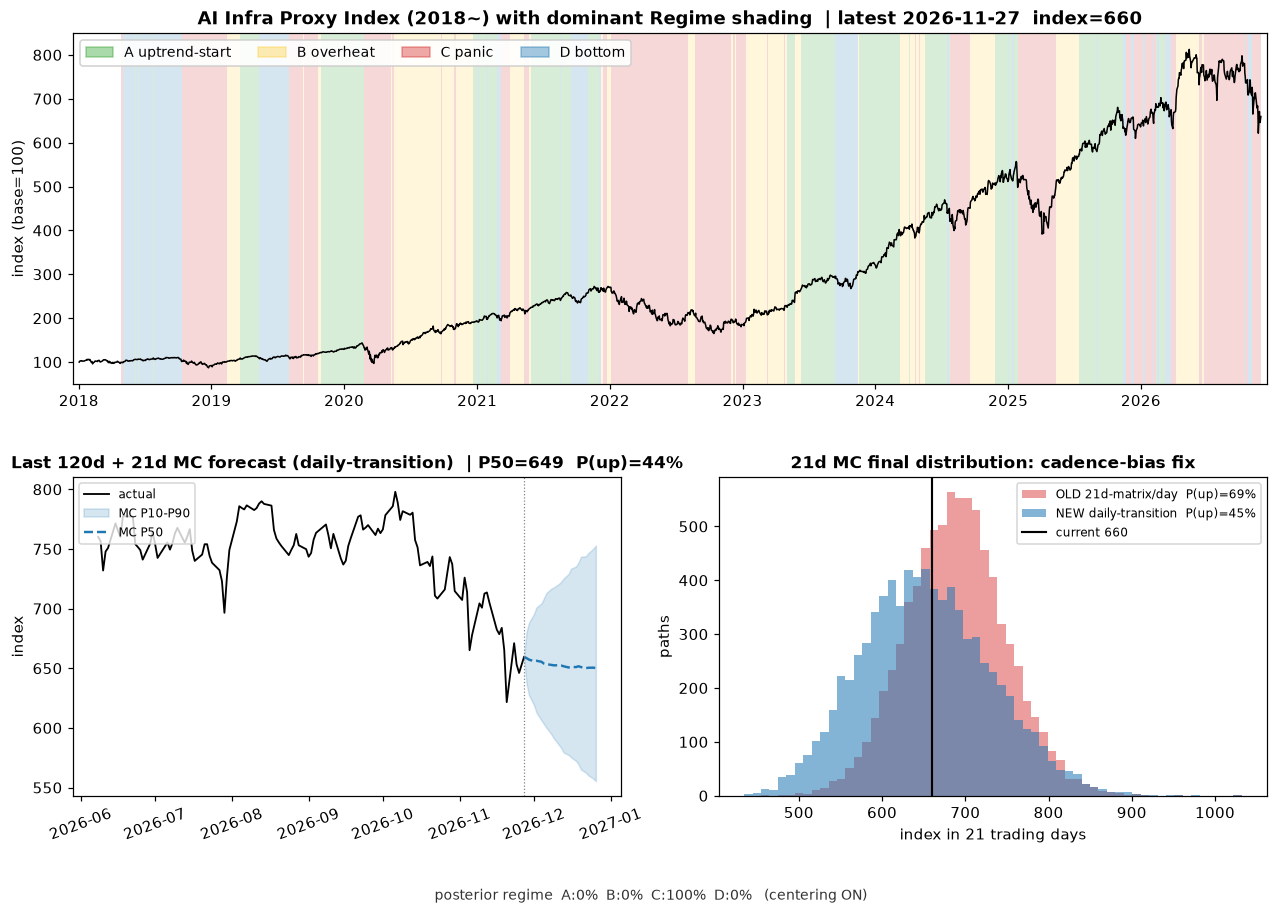 AI Infra Proxy Index (2018~) with dominant Regime shading | latest 2026-11-27 index=660
A uptrend-start B overheat C panic D bottom
index (base=100)
800
700
600
500
400
300
200
100
2018 2019 2020 2021 2022 2023 2024 2025 2026
Last 120d + 21d MC forecast (daily-transition) | P50=649 P(up)=44%
actual
MC P10-P90
MC P50
index
800
750
700
650
600
550
2026-06 2026-07 2026-08 2026-09 2026-10 2026-11 2026-12 2027-01
21d MC final distribution: cadence-bias fix
OLD 21d-matrix/day P(up)=69%
NEW daily-transition P(up)=45%
current 660
paths
500
400
300
200
100
0
500 600 700 800 900 1000
index in 21 trading days
posterior regime A:0% B:0% C:100% D:0% (centering ON)